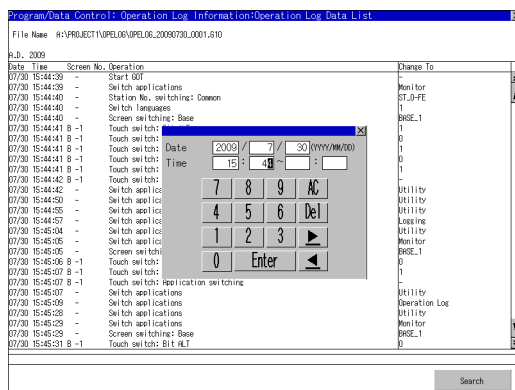 Program/Data Control: Operation Log Information:Operation Log Data List
File Name A:\PROJECT1\OPELOG\OPELOG_20090730_0001.G1O
A.D. 2009
Date Time Screen No. Operation Change To
07/30 15:44:39 - Start GOT -
07/30 15:44:39 - Switch applications Monitor
07/30 15:44:40 - Station No. switching: Common ST_0-FE
07/30 15:44:40 - Switch languages 1
07/30 15:44:40 - Screen switching: Base BASE_1
07/30 15:44:41 B -1 Touch switch: 1
07/30 15:44:41 B -1 Touch switch: 0
07/30 15:44:41 B -1 Touch switch: 1
07/30 15:44:41 B -1 Touch switch: 0
07/30 15:44:41 B -1 Touch switch: 1
07/30 15:44:42 B -1 Touch switch: -
07/30 15:44:42 - Switch applica Utility
07/30 15:44:50 - Switch applica Utility
07/30 15:44:55 - Switch applica Utility
07/30 15:44:57 - Switch applica Logging
07/30 15:45:04 - Switch applica Utility
07/30 15:45:05 - Switch applica Monitor
07/30 15:45:05 - Screen switchi BASE_1
07/30 15:45:06 B -1 Touch switch: 0
07/30 15:45:07 B -1 Touch switch: 1
07/30 15:45:07 B -1 Touch switch: Application switching -
07/30 15:45:07 - Switch applications Utility
07/30 15:45:09 - Switch applications Operation Log
07/30 15:45:28 - Switch applications Utility
07/30 15:45:29 - Switch applications Monitor
07/30 15:45:29 - Screen switching: Base BASE_1
07/30 15:45:31 B -1 Touch switch: Bit ALT 0
Date 2009 / 7 / 30 (YYYY/MM/DD)
Time 15 : ~ :
7 8 9 AC
4 5 6 Del
1 2 3
0 Enter
Search